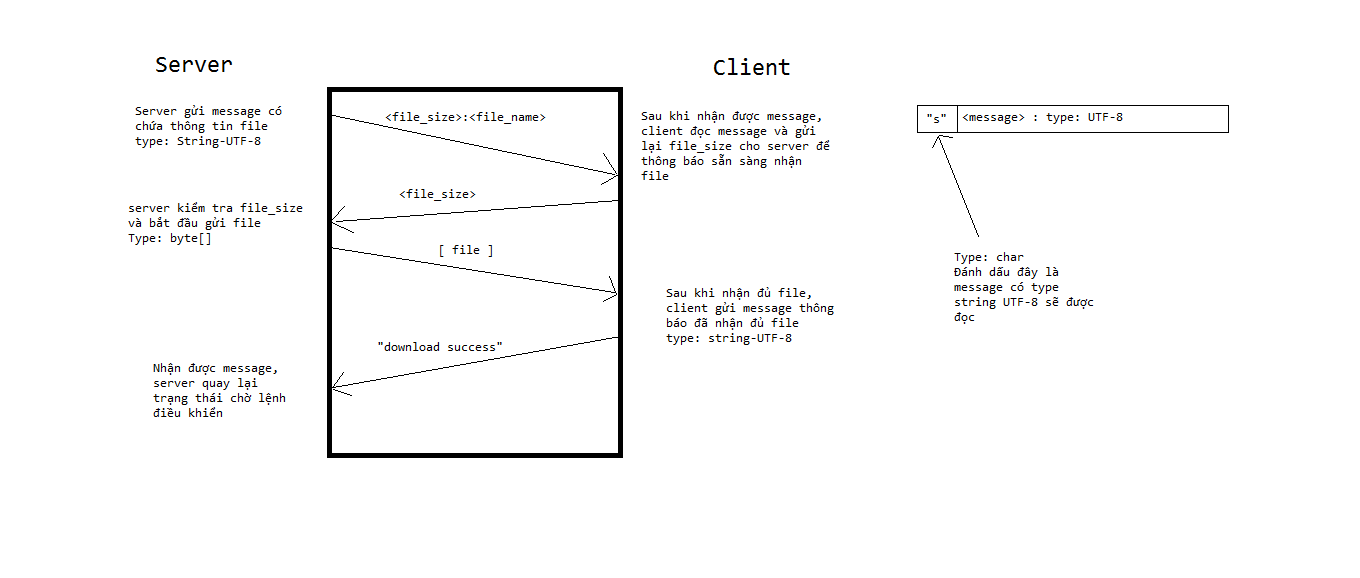 Server
Client
Server gửi message có
chứa thông tin file
type: String-UTF-8
<file_size>:<file_name>
Sau khi nhận được message,
client đọc message và gửi
lại file_size cho server để
thông báo sẵn sàng nhận
file
"s"
<message> : type: UTF-8
<file_size>
server kiểm tra file_size
và bắt đầu gửi file
Type: byte[]
[ file ]
Type: char
Đánh dấu đây là
message có type
string UTF-8 sẽ được
đọc
Sau khi nhận đủ file,
client gửi message thông
báo đã nhận đủ file
type: string-UTF-8
"download success"
Nhận được message,
server quay lại
trạng thái chờ lệnh
điều khiển